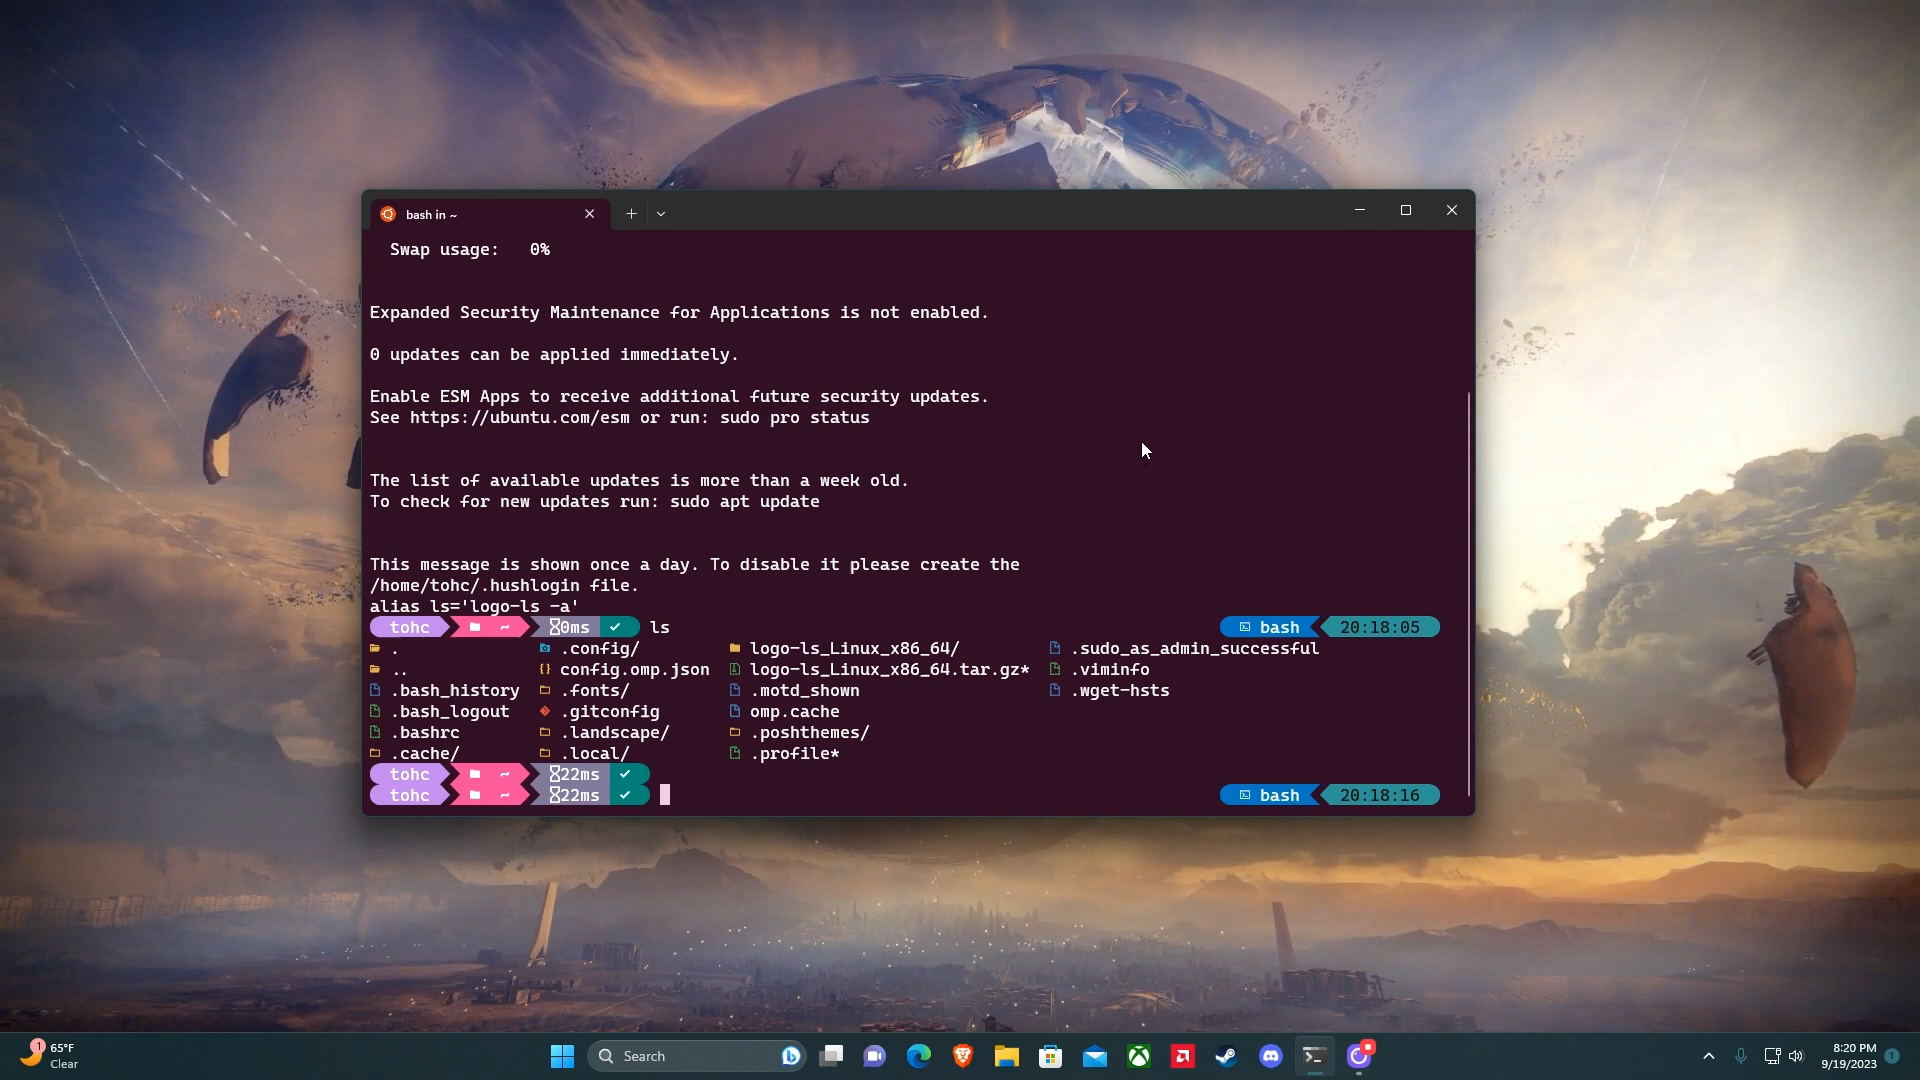 bash in ~
Swap usage:   0%
Expanded Security Maintenance for Applications is not enabled.
0 updates can be applied immediately.
Enable ESM Apps to receive additional future security updates.
See https://ubuntu.com/esm or run: sudo pro status
The list of available updates is more than a week old.
To check for new updates run: sudo apt update
This message is shown once a day. To disable it please create the
/home/tohc/.hushlogin file.
alias ls='logo-ls -a'
tohc ~ 0ms ls bash 20:18:05
. .config/ logo-ls_Linux_x86_64/ .sudo_as_admin_successful
.. config.omp.json logo-ls_Linux_x86_64.tar.gz* .viminfo
.bash_history .fonts/ .motd_shown .wget-hsts
.bash_logout .gitconfig omp.cache
.bashrc .landscape/ .poshthemes/
.cache/ .local/ .profile*
tohc ~ 22ms
tohc ~ 22ms bash 20:18:16
1
65°F
Clear
Search
8:20 PM
9/19/2023
1